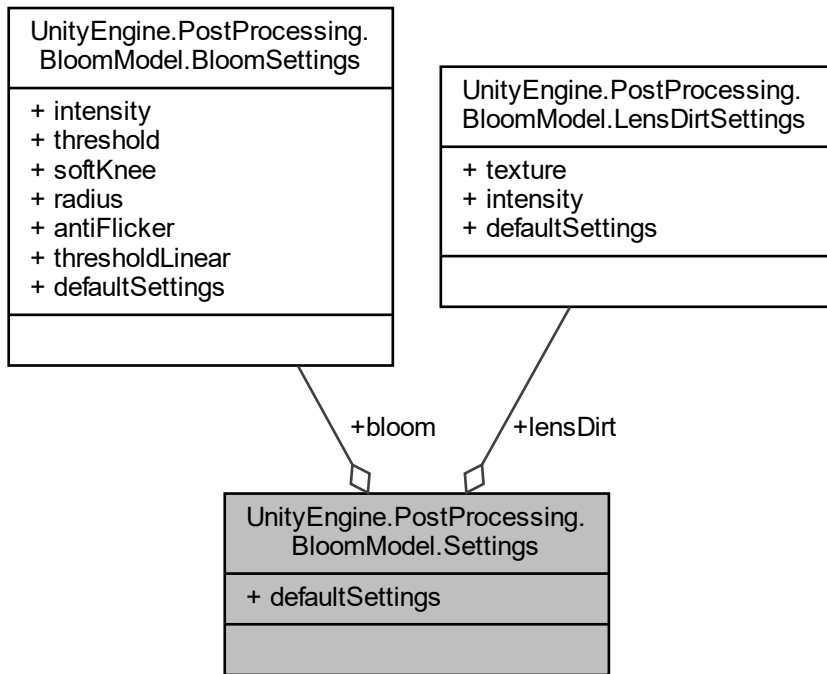 UnityEngine.PostProcessing.
BloomModel.BloomSettings
+ intensity
+ threshold
+ softKnee
+ radius
+ antiFlicker
+ thresholdLinear
+ defaultSettings
UnityEngine.PostProcessing.
BloomModel.LensDirtSettings
+ texture
+ intensity
+ defaultSettings
+bloom
+lensDirt
UnityEngine.PostProcessing.
BloomModel.Settings
+ defaultSettings